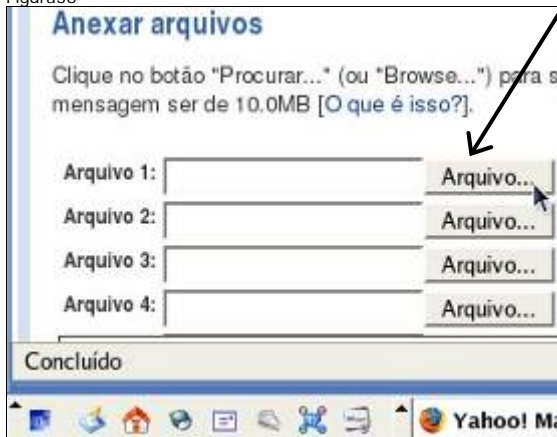 Anexar arquivos
Clique no botão "Procurar..." (ou "Browse...") para s
mensagem ser de 10.0MB [O que é isso?].
Arquivo 1: Arquivo...
Arquivo 2: Arquivo...
Arquivo 3: Arquivo...
Arquivo 4: Arquivo...
Concluído
Yahoo! Ma